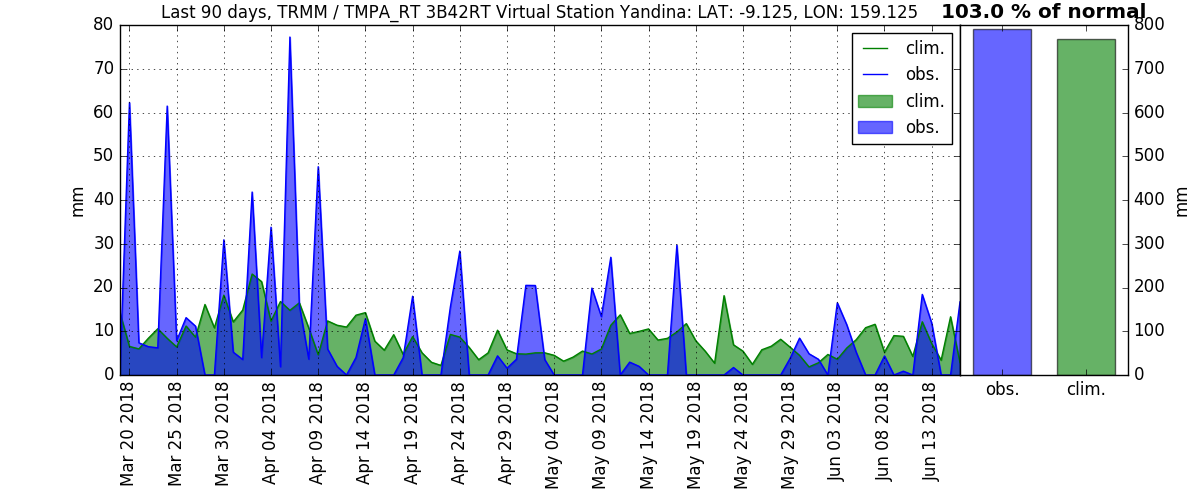 Last 90 days, TRMM / TMPA_RT 3B42RT Virtual Station Yandina: LAT: -9.125, LON: 159.125
103.0 % of normal
80
70
60
50
40
30
20
10
0
mm
clim.
obs.
clim.
obs.
800
700
600
500
400
300
200
100
0
mm
obs.
clim.
Mar 20 2018
Mar 25 2018
Mar 30 2018
Apr 04 2018
Apr 09 2018
Apr 14 2018
Apr 19 2018
Apr 24 2018
Apr 29 2018
May 04 2018
May 09 2018
May 14 2018
May 19 2018
May 24 2018
May 29 2018
Jun 03 2018
Jun 08 2018
Jun 13 2018